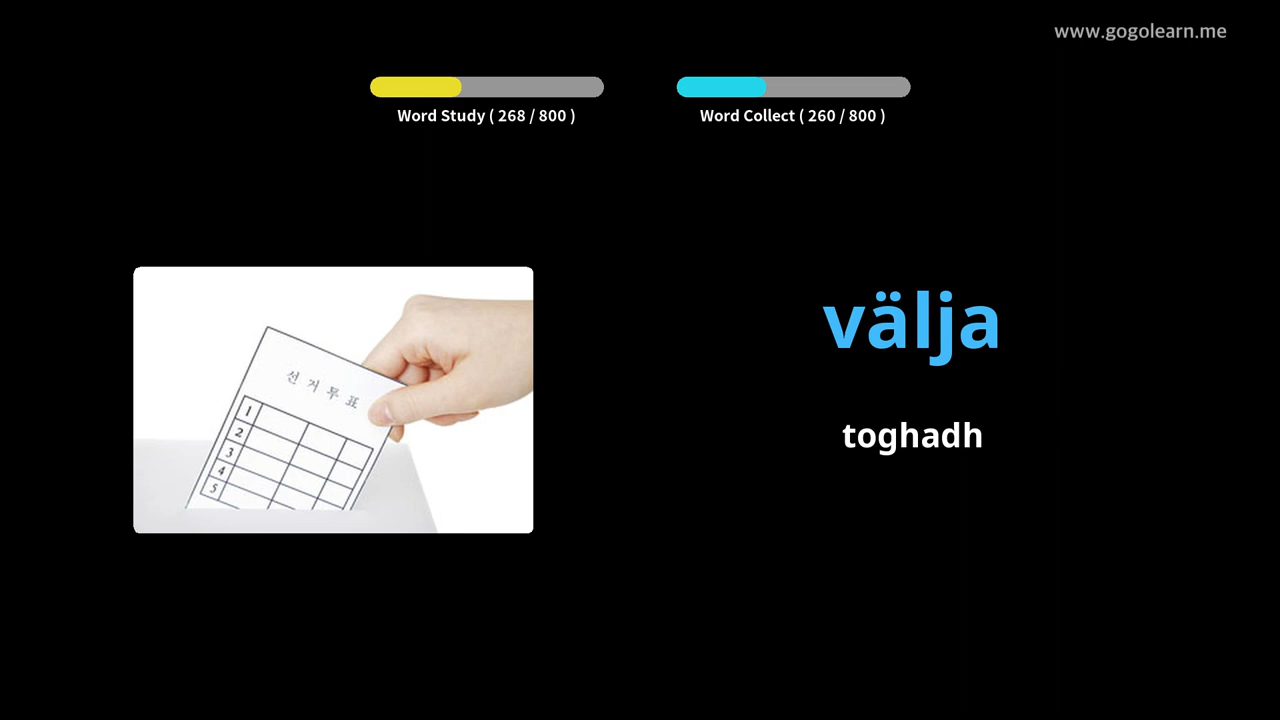 www.gogolearn.me
Word Study ( 268 / 800 )
Word Collect ( 260 / 800 )
선거투표
1
2
3
4
5
välja
toghadh